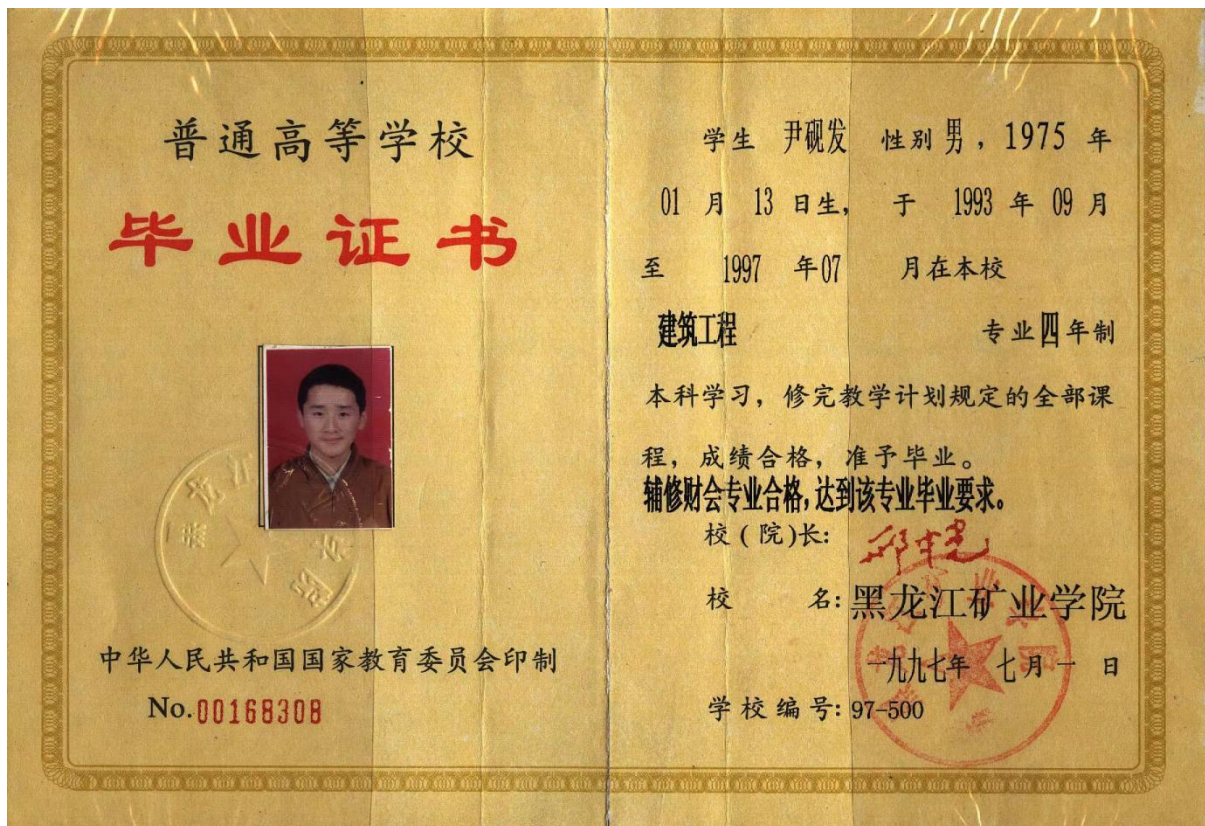 普通高等学校
毕业证书
中华人民共和国国家教育委员会印制
No.00168308
学生 尹砚发 性别 男，1975 年
01 月 13 日生， 于 1993 年 09 月
至 1997 年 07 月在本校
建筑工程 专业 四 年制
本科学习，修完教学计划规定的全部课
程，成绩合格，准予毕业。
辅修财会专业合格，达到该专业毕业要求。
校(院)长:
校 名: 黑龙江矿业学院
一九九七年 七月 一 日
学校编号: 97-500